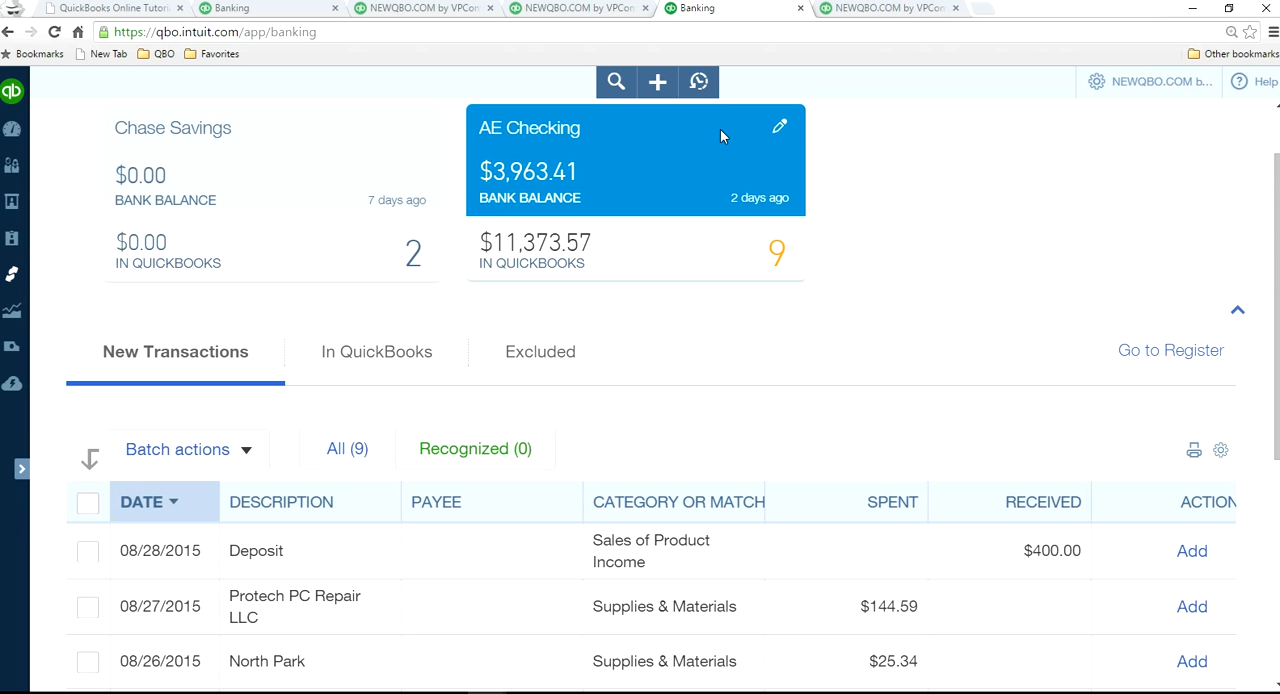 QuickBooks Online Tutori
Banking
NEWQBO.COM by VPCon
NEWQBO.COM by VPCon
Banking
NEWQBO.COM by VPCon
https://qbo.intuit.com/app/banking
Bookmarks
New Tab
QBO
Favorites
Other bookmarks
qb
NEWQBO.COM b...
Help
Chase Savings
$0.00
BANK BALANCE
7 days ago
$0.00
IN QUICKBOOKS
2
AE Checking
$3,963.41
BANK BALANCE
2 days ago
$11,373.57
IN QUICKBOOKS
9
New Transactions
In QuickBooks
Excluded
Go to Register
Batch actions
All (9)
Recognized (0)
DATE
DESCRIPTION
PAYEE
CATEGORY OR MATCH
SPENT
RECEIVED
ACTION
08/28/2015
Deposit
Sales of Product
Income
$400.00
Add
08/27/2015
Protech PC Repair
LLC
Supplies & Materials
$144.59
Add
08/26/2015
North Park
Supplies & Materials
$25.34
Add